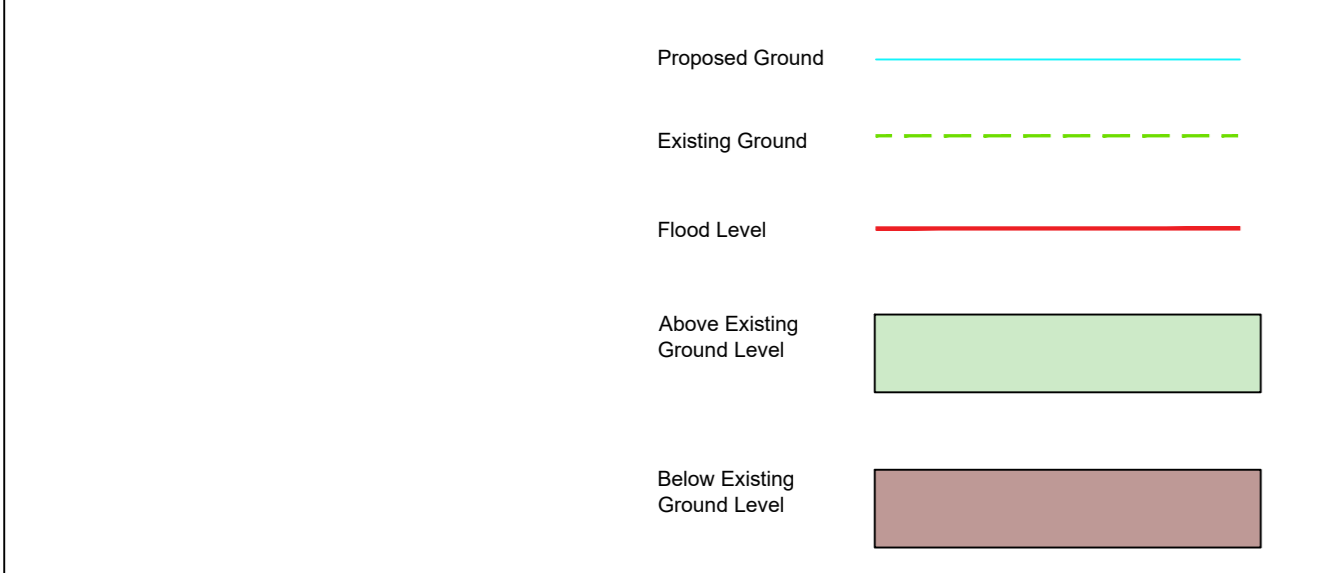 Proposed Ground
Existing Ground
Flood Level
Above Existing
Ground Level
Below Existing
Ground Level